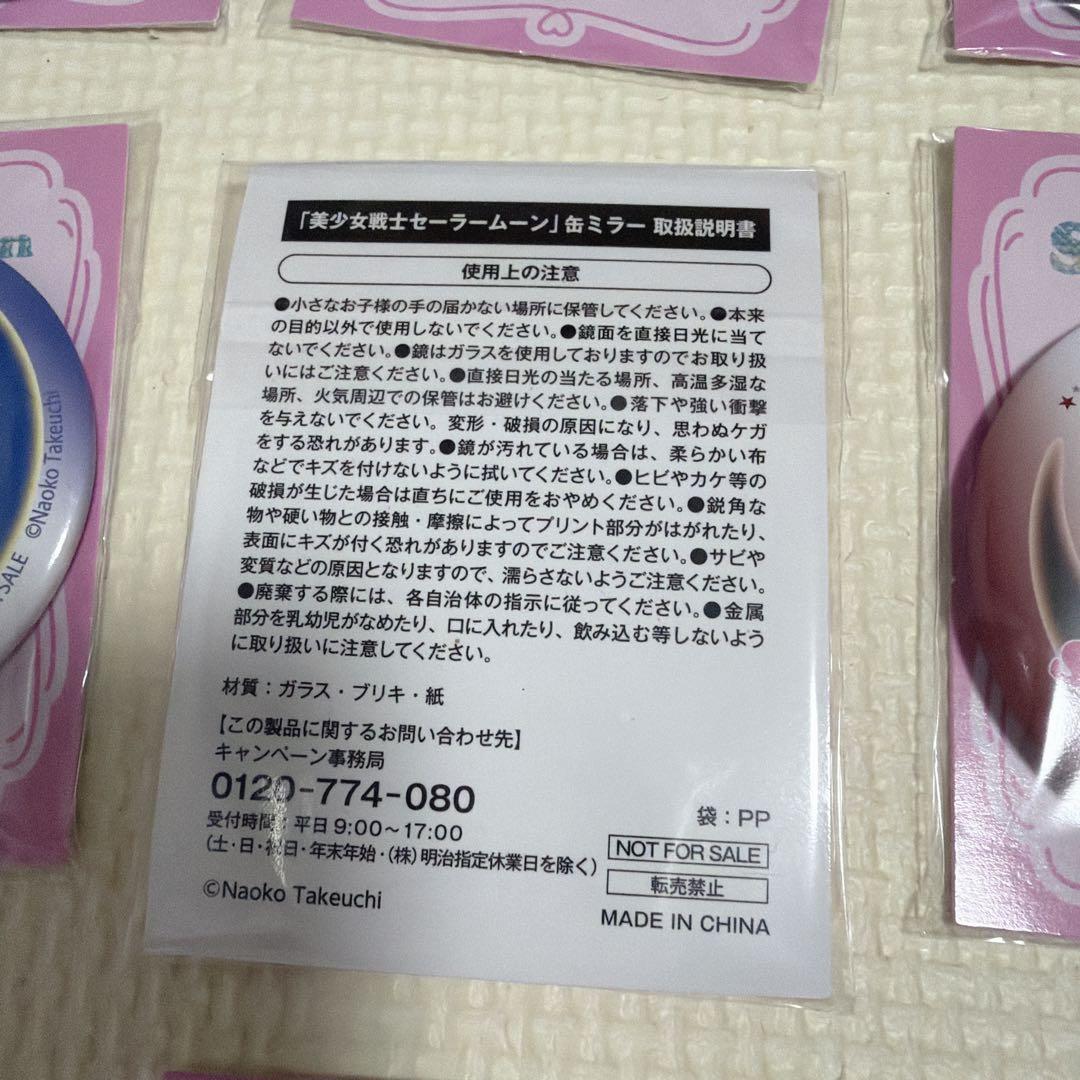 「美少女戦士セーラームーン」缶ミラー 取扱説明書
使用上の注意
●小さなお子様の手の届かない場所に保管してください。●本来
の目的以外で使用しないでください。●鏡面を直接日光に当て
ないでください。●鏡はガラスを使用しておりますのでお取り扱
いにはご注意ください。●直接日光の当たる場所、高温多湿な
場所、火気周辺での保管はお避けください。●落下や強い衝撃
を与えないでください。変形・破損の原因になり、思わぬケガ
をする恐れがあります。●鏡が汚れている場合は、柔らかい布
などでキズを付けないように拭いてください。●ヒビやカケ等の
破損が生じた場合は直ちにご使用をおやめください。●鋭角な
物や硬い物との接触・摩擦によってプリント部分がはがれたり、
表面にキズが付く恐れがありますのでご注意ください。●サビや
変質などの原因となりますので、濡らさないようご注意ください。
●廃棄する際には、各自治体の指示に従ってください。●金属
部分を乳幼児がなめたり、口に入れたり、飲み込む等しないよう
に取り扱いに注意してください。
材質：ガラス・ブリキ・紙
【この製品に関するお問い合わせ先】
キャンペーン事務局
0120-774-080
受付時間：平日9:00～17:00
(土・日・祝日・年末年始・(株)明治指定休業日を除く)
©Naoko Takeuchi
袋：PP
NOT FOR SALE
転売禁止
MADE IN CHINA
©Naoko Takeuchi
SALE